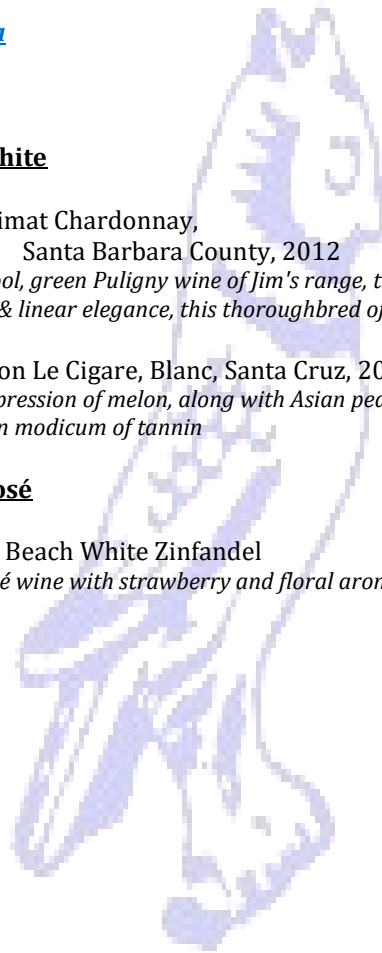 a
hite
imat Chardonnay,
Santa Barbara County, 2012
ool, green Puligny wine of Jim's range, t
& linear elegance, this thoroughbred of
on Le Cigare, Blanc, Santa Cruz, 20
pression of melon, along with Asian pea
n modicum of tannin
osé
Beach White Zinfandel
é wine with strawberry and floral aron